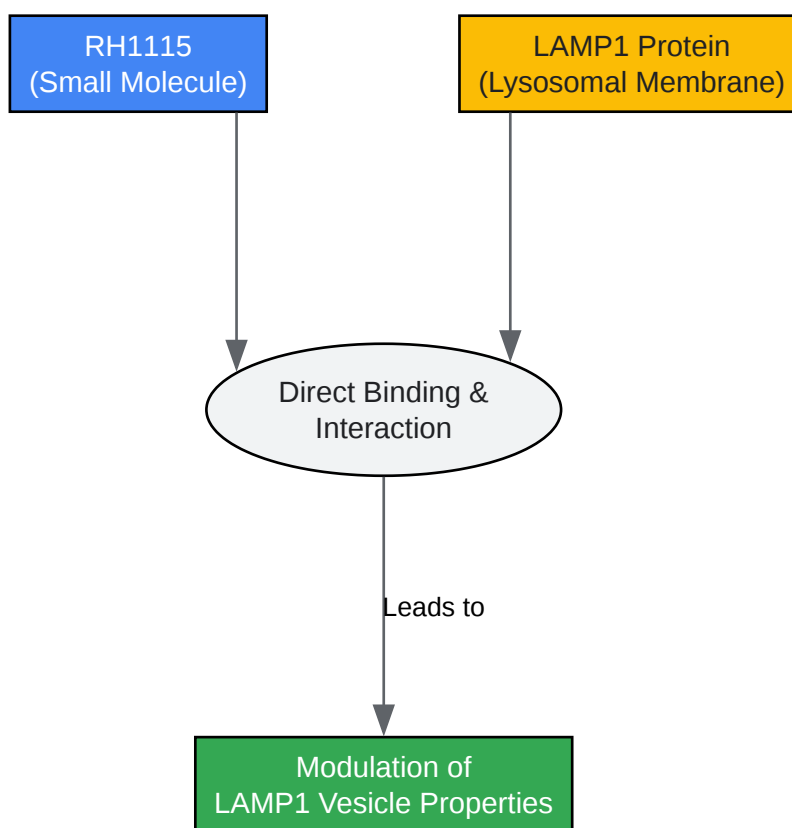 RH1115
(Small Molecule)
LAMP1 Protein
(Lysosomal Membrane)
Direct Binding &
Interaction
Leads to
Modulation of
LAMP1 Vesicle Properties